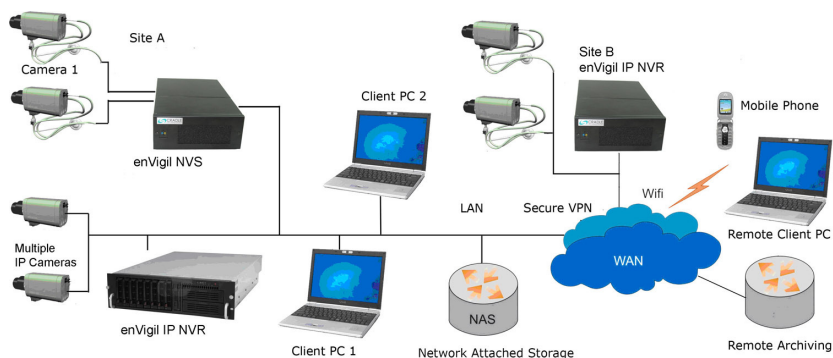 Site A
Camera 1
enVigil NVS
Client PC 2
Site B
enVigil IP NVR
Mobile Phone
Wifi
LAN
Secure VPN
Remote Client PC
WAN
Multiple
IP Cameras
enVigil IP NVR
Client PC 1
NAS
Network Attached Storage
Remote Archiving